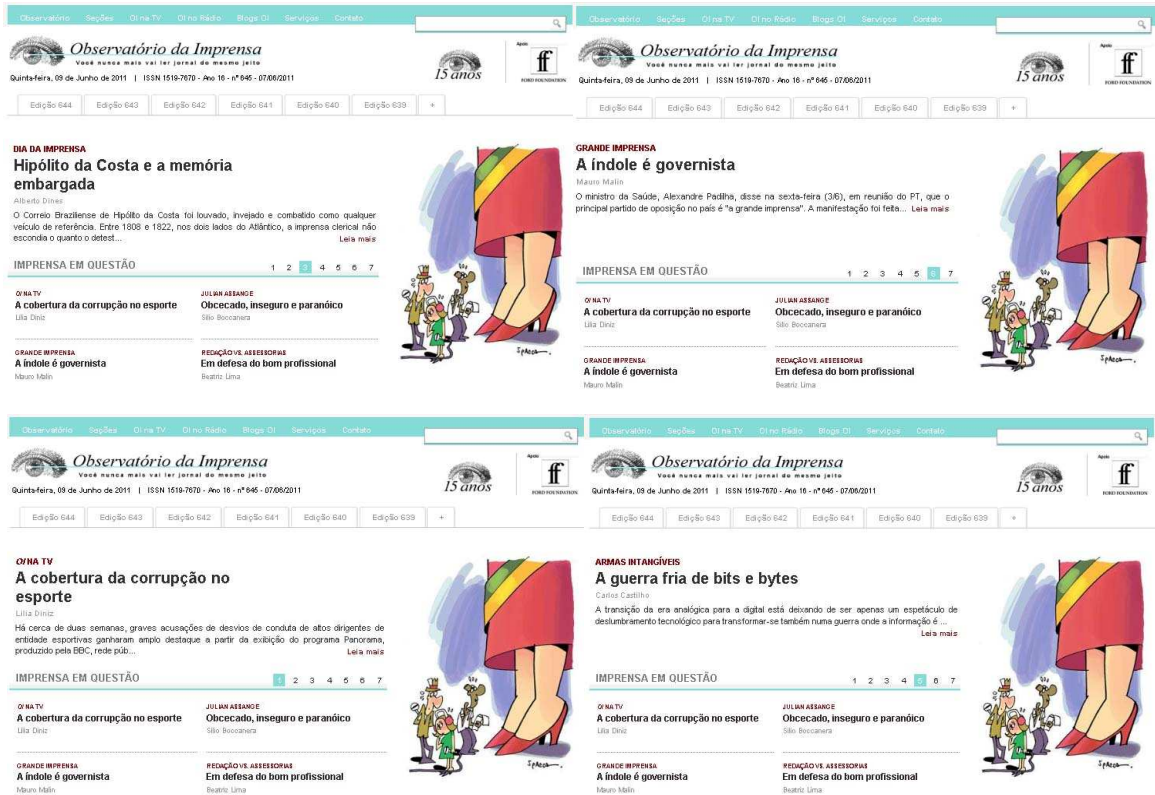 Observatório Seções OI na TV OI no Rádio Blogs OI Serviços Contato
Observatório da Imprensa
Você nunca mais vai ler jornal do mesmo jeito
15 anos
Apoio
ff
FORD FOUNDATION
Quinta-feira, 09 de Junho de 2011 | ISSN 1519-7670 - Ano 16 - nº 645 - 07/06/2011
Edição 644 Edição 643 Edição 642 Edição 641 Edição 640 Edição 639 +
DIA DA IMPRENSA
Hipólito da Costa e a memória
embargada
Alberto Dines
O Correio Braziliense de Hipólito da Costa foi louvado, invejado e combatido como qualquer
veículo de referência. Entre 1808 e 1822, nos dois lados do Atlântico, a imprensa clerical não
escondia o quanto o detest...
Leia mais
IMPRENSA EM QUESTÃO 1 2 3 4 5 6 7
OI NA TV
A cobertura da corrupção no esporte
Lilia Diniz
JULIAN ASSANGE
Obcecado, inseguro e paranóico
Silio Boccanera
GRANDE IMPRENSA
A índole é governista
Mauro Malin
REDAÇÃO VS. ASSESSORIAS
Em defesa do bom profissional
Beatriz Lima
Spacca
Observatório Seções OI na TV OI no Rádio Blogs OI Serviços Contato
Observatório da Imprensa
Você nunca mais vai ler jornal do mesmo jeito
15 anos
Apoio
ff
FORD FOUNDATION
Quinta-feira, 09 de Junho de 2011 | ISSN 1519-7670 - Ano 16 - nº 645 - 07/06/2011
Edição 644 Edição 643 Edição 642 Edição 641 Edição 640 Edição 639 +
GRANDE IMPRENSA
A índole é governista
Mauro Malin
O ministro da Saúde, Alexandre Padilha, disse na sexta-feira (3/6), em reunião do PT, que o
principal partido de oposição no país é "a grande imprensa". A manifestação foi feita... Leia mais
IMPRENSA EM QUESTÃO 1 2 3 4 5 6 7
OI NA TV
A cobertura da corrupção no esporte
Lilia Diniz
JULIAN ASSANGE
Obcecado, inseguro e paranóico
Silio Boccanera
GRANDE IMPRENSA
A índole é governista
Mauro Malin
REDAÇÃO VS. ASSESSORIAS
Em defesa do bom profissional
Beatriz Lima
Spacca
Observatório Seções OI na TV OI no Rádio Blogs OI Serviços Contato
Observatório da Imprensa
Você nunca mais vai ler jornal do mesmo jeito
15 anos
Apoio
ff
FORD FOUNDATION
Quinta-feira, 09 de Junho de 2011 | ISSN 1519-7670 - Ano 16 - nº 645 - 07/06/2011
Edição 644 Edição 643 Edição 642 Edição 641 Edição 640 Edição 639 +
OI NA TV
A cobertura da corrupção no
esporte
Lilia Diniz
Há cerca de duas semanas, graves acusações de desvios de conduta de altos dirigentes de
entidade esportivas ganharam amplo destaque a partir da exibição do programa Panorama,
produzido pela BBC, rede púb...
Leia mais
IMPRENSA EM QUESTÃO 1 2 3 4 5 6 7
OI NA TV
A cobertura da corrupção no esporte
Lilia Diniz
JULIAN ASSANGE
Obcecado, inseguro e paranóico
Silio Boccanera
GRANDE IMPRENSA
A índole é governista
Mauro Malin
REDAÇÃO VS. ASSESSORIAS
Em defesa do bom profissional
Beatriz Lima
Spacca
Observatório Seções OI na TV OI no Rádio Blogs OI Serviços Contato
Observatório da Imprensa
Você nunca mais vai ler jornal do mesmo jeito
15 anos
Apoio
ff
FORD FOUNDATION
Quinta-feira, 09 de Junho de 2011 | ISSN 1519-7670 - Ano 16 - nº 645 - 07/06/2011
Edição 644 Edição 643 Edição 642 Edição 641 Edição 640 Edição 639 +
ARMAS INTANGÍVEIS
A guerra fria de bits e bytes
Carlos Castilho
A transição da era analógica para a digital está deixando de ser apenas um espetáculo de
deslumbramento tecnológico para transformar-se também numa guerra onde a informação é ...
Leia mais
IMPRENSA EM QUESTÃO 1 2 3 4 5 6 7
OI NA TV
A cobertura da corrupção no esporte
Lilia Diniz
JULIAN ASSANGE
Obcecado, inseguro e paranóico
Silio Boccanera
GRANDE IMPRENSA
A índole é governista
Mauro Malin
REDAÇÃO VS. ASSESSORIAS
Em defesa do bom profissional
Beatriz Lima
Spacca